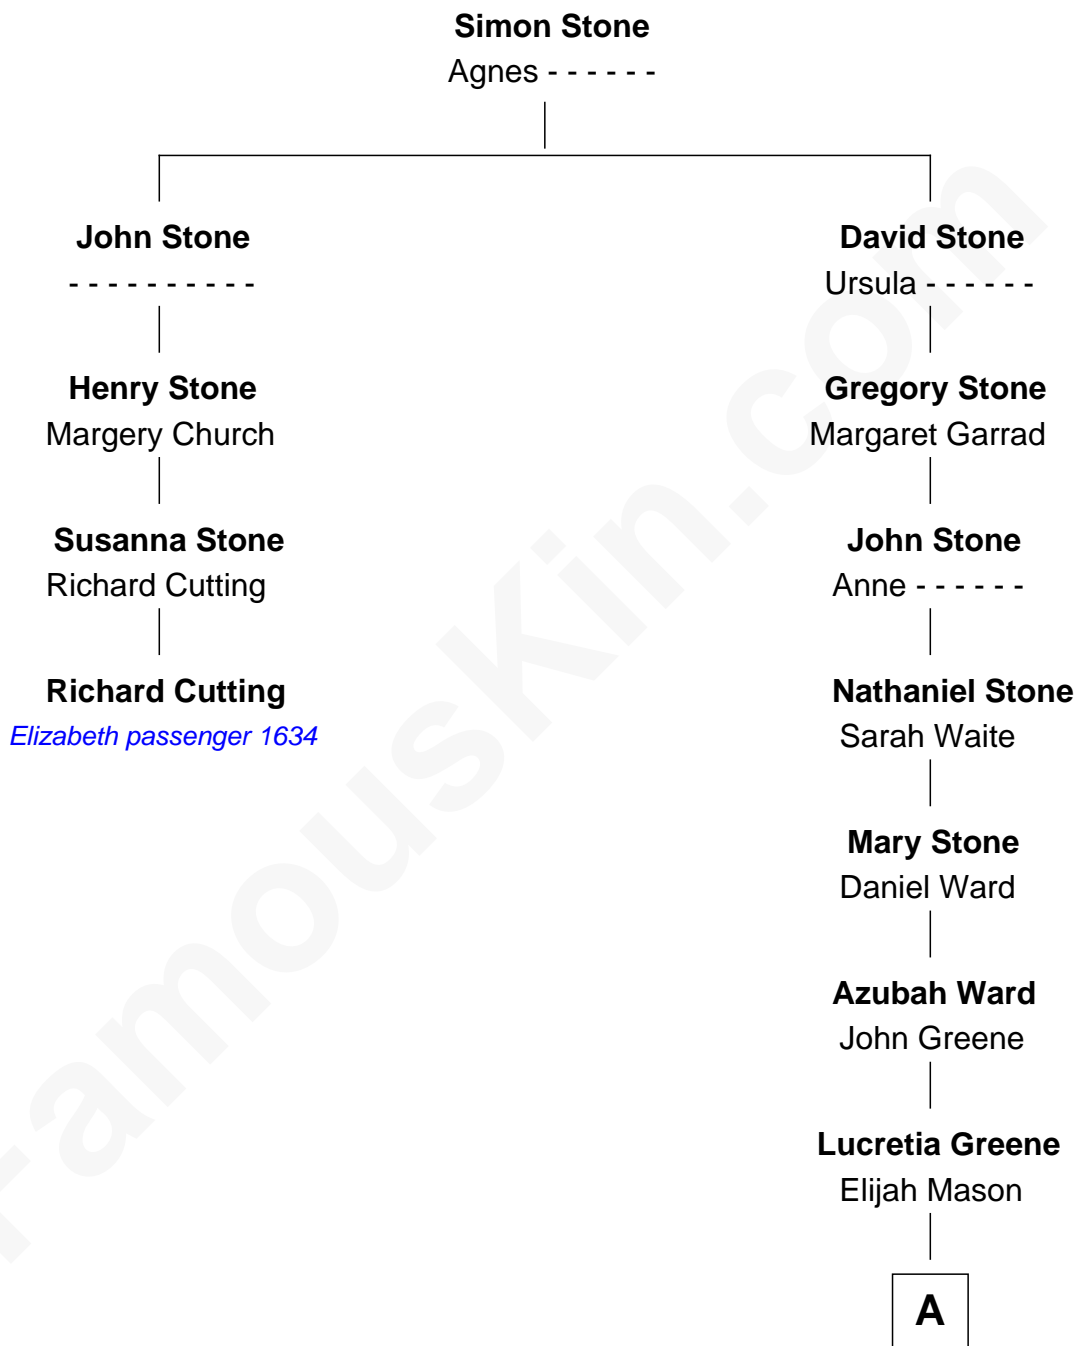 Simon Stone
Agnes - - - - - -
John Stone
- - - - - - - - - -
Henry Stone
Margery Church
Susanna Stone
Richard Cutting
Richard Cutting
Elizabeth passenger 1634
David Stone
Ursula - - - - - -
Gregory Stone
Margaret Garrad
John Stone
Anne - - - - - -
Nathaniel Stone
Sarah Waite
Mary Stone
Daniel Ward
Azubah Ward
John Greene
Lucretia Greene
Elijah Mason
A
FamousKin.com